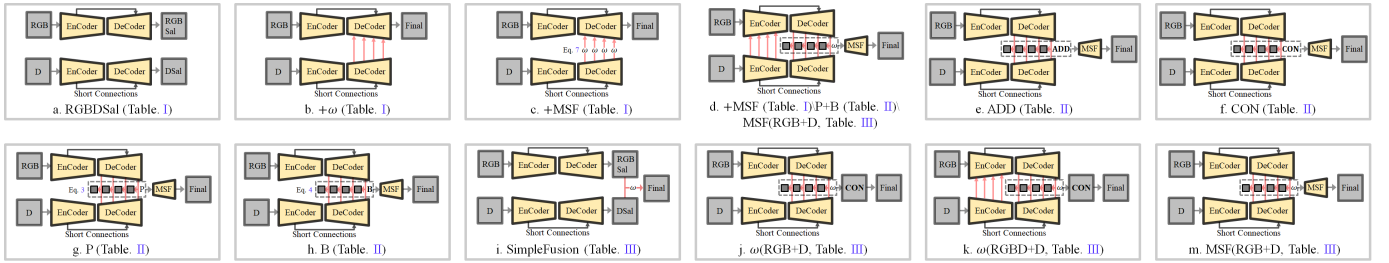 RGB EnCoder DeCoder RGB Sal
D EnCoder DeCoder DSal
Short Connections
a. RGBDSal (Table. I)
RGB EnCoder DeCoder Final
D EnCoder DeCoder
Short Connections
b. +ω (Table. I)
RGB EnCoder DeCoder Final
Eq. 7 ω ω ω ω
D EnCoder DeCoder
Short Connections
c. +MSF (Table. I)
RGB EnCoder DeCoder
ω MSF Final
D EnCoder DeCoder
Short Connections
d. +MSF (Table. I)\P+B (Table. II)\
MSF(RGB+D, Table. III)
RGB EnCoder DeCoder
ADD MSF Final
D EnCoder DeCoder
Short Connections
e. ADD (Table. II)
RGB EnCoder DeCoder
CON MSF Final
D EnCoder DeCoder
Short Connections
f. CON (Table. II)
RGB EnCoder DeCoder
Eq. 3 P MSF Final
D EnCoder DeCoder
Short Connections
g. P (Table. II)
RGB EnCoder DeCoder
Eq. 4 B MSF Final
D EnCoder DeCoder
Short Connections
h. B (Table. II)
RGB EnCoder DeCoder RGB Sal
ω Final
D EnCoder DeCoder DSal
Short Connections
i. SimpleFusion (Table. III)
RGB EnCoder DeCoder
ω CON Final
D EnCoder DeCoder
Short Connections
j. ω(RGB+D, Table. III)
RGB EnCoder DeCoder
ω CON Final
D EnCoder DeCoder
Short Connections
k. ω(RGBD+D, Table. III)
RGB EnCoder DeCoder
ω MSF Final
D EnCoder DeCoder
Short Connections
m. MSF(RGB+D, Table. III)